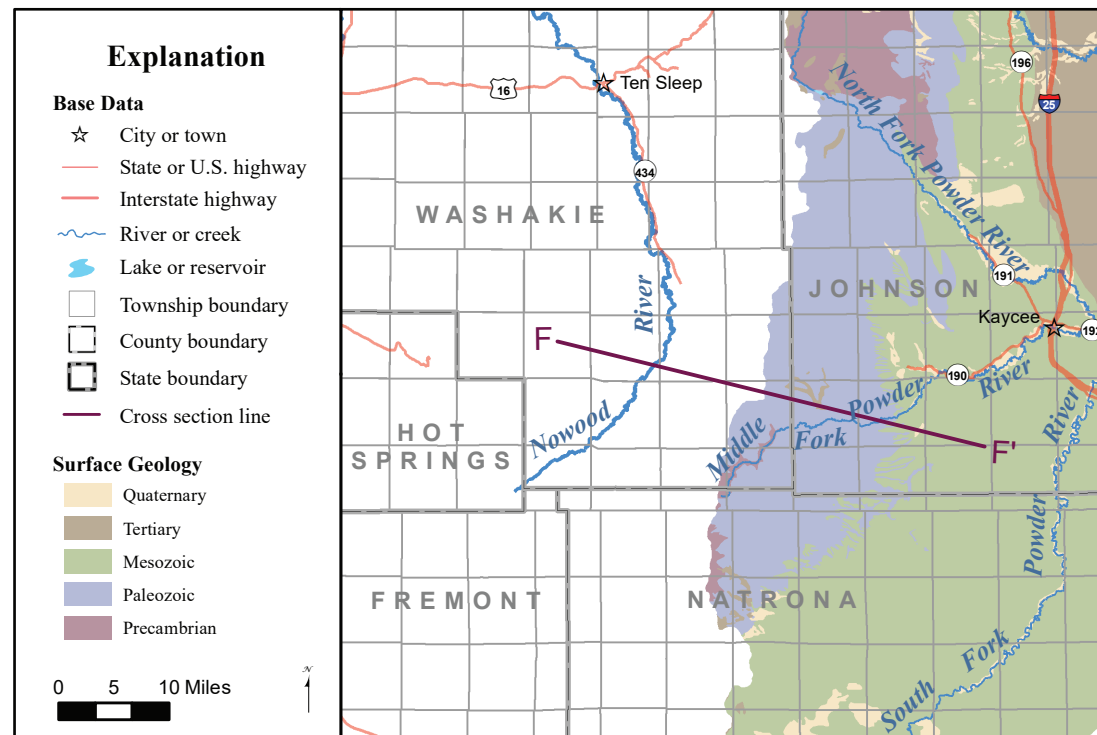 Explanation
Base Data
City or town
State or U.S. highway
Interstate highway
River or creek
Lake or reservoir
Township boundary
County boundary
State boundary
Cross section line
Surface Geology
Quaternary
Tertiary
Mesozoic
Paleozoic
Precambrian
0 5 10 Miles
N
16
Ten Sleep
434
196
25
North Fork Powder River
WASHAKIE
JOHNSON
191
Kaycee
192
River
F
190
Powder
River
Nowood
Middle
Fork
F'
River
HOT
SPRINGS
Powder
FREMONT
NATRONA
Fork
South